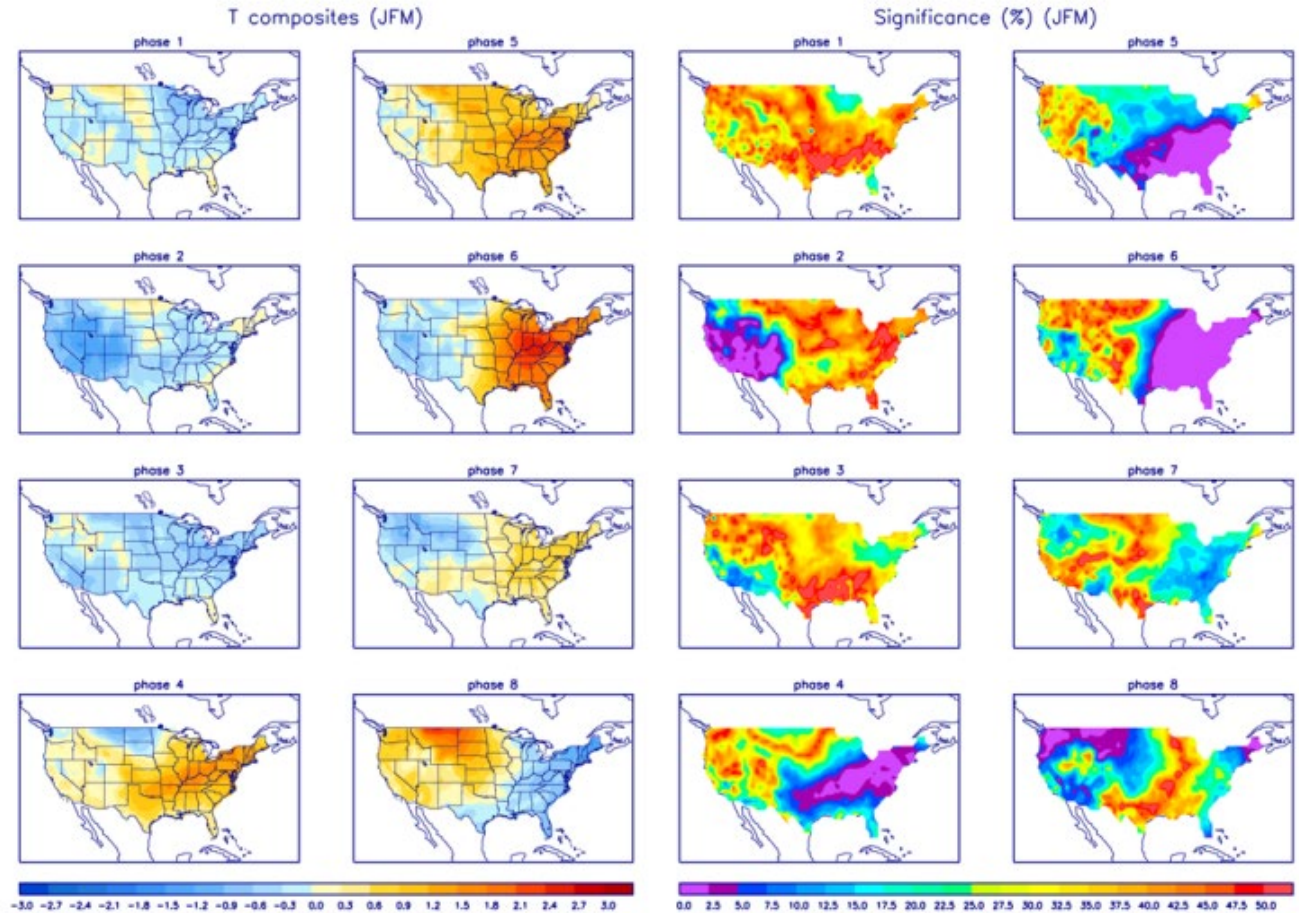 T composites (JFM)
Significance (%) (JFM)
phase 1
phase 5
phase 1
phase 5
phase 2
phase 6
phase 2
phase 6
phase 3
phase 7
phase 3
phase 7
phase 4
phase 8
phase 4
phase 8
-3.0 -2.7 -2.4 -2.1 -1.8 -1.5 -1.2 -0.9 -0.6 -0.3 0.0 0.3 0.6 0.9 1.2 1.5 1.8 2.1 2.4 2.7 3.0
0.0 2.5 5.0 7.5 10.0 12.5 15.0 17.5 20.0 22.5 25.0 27.5 30.0 32.5 35.0 37.5 40.0 42.5 45.0 47.5 50.0